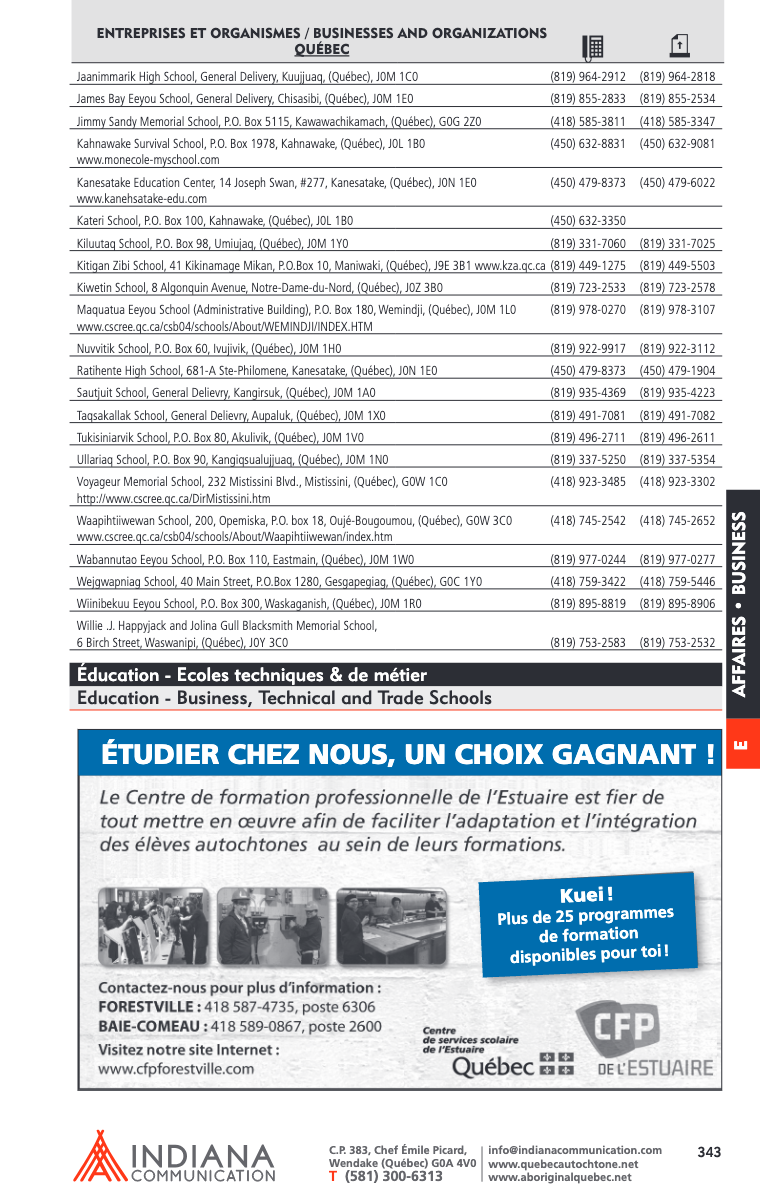 ENTREPRISES ET ORGANISMES / BUSINESSES AND ORGANIZATIONS
QUÉBEC
Jaanimmarik High School, General Delivery, Kuujjuaq, (Québec), J0M 1C0 (819) 964-2912 (819) 964-2818
James Bay Eeyou School, General Delivery, Chisasibi, (Québec), J0M 1E0 (819) 855-2833 (819) 855-2534
Jimmy Sandy Memorial School, P.O. Box 5115, Kawawachikamach, (Québec), G0G 2Z0 (418) 585-3811 (418) 585-3347
Kahnawake Survival School, P.O. Box 1978, Kahnawake, (Québec), J0L 1B0 (450) 632-8831 (450) 632-9081
www.monecole-myschool.com
Kanesatake Education Center, 14 Joseph Swan, #277, Kanesatake, (Québec), J0N 1E0 (450) 479-8373 (450) 479-6022
www.kanehsatake-edu.com
Kateri School, P.O. Box 100, Kahnawake, (Québec), J0L 1B0 (450) 632-3350
Kiluutaq School, P.O. Box 98, Umiujaq, (Québec), J0M 1Y0 (819) 331-7060 (819) 331-7025
Kitigan Zibi School, 41 Kikinamage Mikan, P.O.Box 10, Maniwaki, (Québec), J9E 3B1 www.kza.qc.ca (819) 449-1275 (819) 449-5503
Kiwetin School, 8 Algonquin Avenue, Notre-Dame-du-Nord, (Québec), J0Z 3B0 (819) 723-2533 (819) 723-2578
Maquatua Eeyou School (Administrative Building), P.O. Box 180, Wemindji, (Québec), J0M 1L0 (819) 978-0270 (819) 978-3107
www.cscree.qc.ca/csb04/schools/About/WEMINDJI/INDEX.HTM
Nuvvitik School, P.O. Box 60, Ivujivik, (Québec), J0M 1H0 (819) 922-9917 (819) 922-3112
Ratihente High School, 681-A Ste-Philomene, Kanesatake, (Québec), J0N 1E0 (450) 479-8373 (450) 479-1904
Sautjuit School, General Delievry, Kangirsuk, (Québec), J0M 1A0 (819) 935-4369 (819) 935-4223
Taqsakallak School, General Delievry, Aupaluk, (Québec), J0M 1X0 (819) 491-7081 (819) 491-7082
Tukisiniarvik School, P.O. Box 80, Akulivik, (Québec), J0M 1V0 (819) 496-2711 (819) 496-2611
Ullariaq School, P.O. Box 90, Kangiqsualujjuaq, (Québec), J0M 1N0 (819) 337-5250 (819) 337-5354
Voyageur Memorial School, 232 Mistissini Blvd., Mistissini, (Québec), G0W 1C0 (418) 923-3485 (418) 923-3302
http://www.cscree.qc.ca/DirMistissini.htm
Waapihtiiwewan School, 200, Opemiska, P.O. box 18, Oujé-Bougoumou, (Québec), G0W 3C0 (418) 745-2542 (418) 745-2652
www.cscree.qc.ca/csb04/schools/About/Waapihtiiwewan/index.htm
Wabannutao Eeyou School, P.O. Box 110, Eastmain, (Québec), J0M 1W0 (819) 977-0244 (819) 977-0277
Wejgwapniag School, 40 Main Street, P.O.Box 1280, Gesgapegiag, (Québec), G0C 1Y0 (418) 759-3422 (418) 759-5446
Wiinibekuu Eeyou School, P.O. Box 300, Waskaganish, (Québec), J0M 1R0 (819) 895-8819 (819) 895-8906
Willie .J. Happyjack and Jolina Gull Blacksmith Memorial School,
6 Birch Street, Waswanipi, (Québec), J0Y 3C0 (819) 753-2583 (819) 753-2532
AFFAIRES • BUSINESS
E
Éducation - Ecoles techniques & de métier
Education - Business, Technical and Trade Schools
ÉTUDIER CHEZ NOUS, UN CHOIX GAGNANT !
Le Centre de formation professionnelle de l'Estuaire est fier de
tout mettre en œuvre afin de faciliter l'adaptation et l'intégration
des élèves autochtones au sein de leurs formations.
Kuei !
Plus de 25 programmes
de formation
disponibles pour toi !
Contactez-nous pour plus d'information :
FORESTVILLE : 418 587-4735, poste 6306
BAIE-COMEAU : 418 589-0867, poste 2600
Visitez notre site Internet :
www.cfpforestville.com
Centre
de services scolaire
de l'Estuaire
Québec
CFP
DE L'ESTUAIRE
INDIANA
COMMUNICATION
C.P. 383, Chef Émile Picard,
Wendake (Québec) G0A 4V0
T (581) 300-6313
info@indianacommunication.com
www.quebecautochtone.net
www.aboriginalquebec.net
343